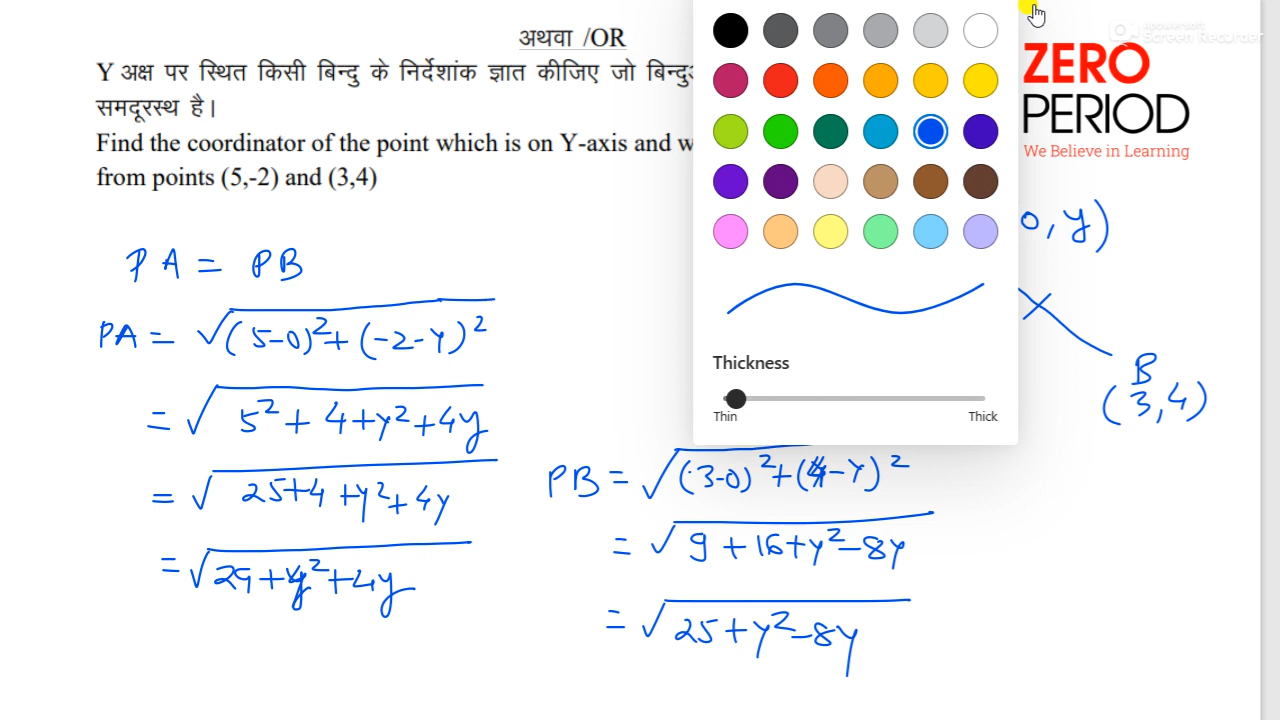 अथवा /OR
Y अक्ष पर स्थित किसी बिन्दु के निर्देशांक ज्ञात कीजिए जो
समदूरस्थ है।
Find the coordinator of the point which is on Y-axis and
from points (5,-2) and (3,4)
Apowersoft
Screen Recorder
ZERO
PERIOD
We Believe in Learning
0, y)
PA = PB
PA = √(5-0)²+(-2-y)²
= √5²+4+y²+4y
= √25+4+y²+4y
= √29+y²+4y
Thickness
Thin Thick
B
(3,4)
PB = √(3-0)²+(4-y)²
= √9+16+y²-8y
= √25+y²-8y